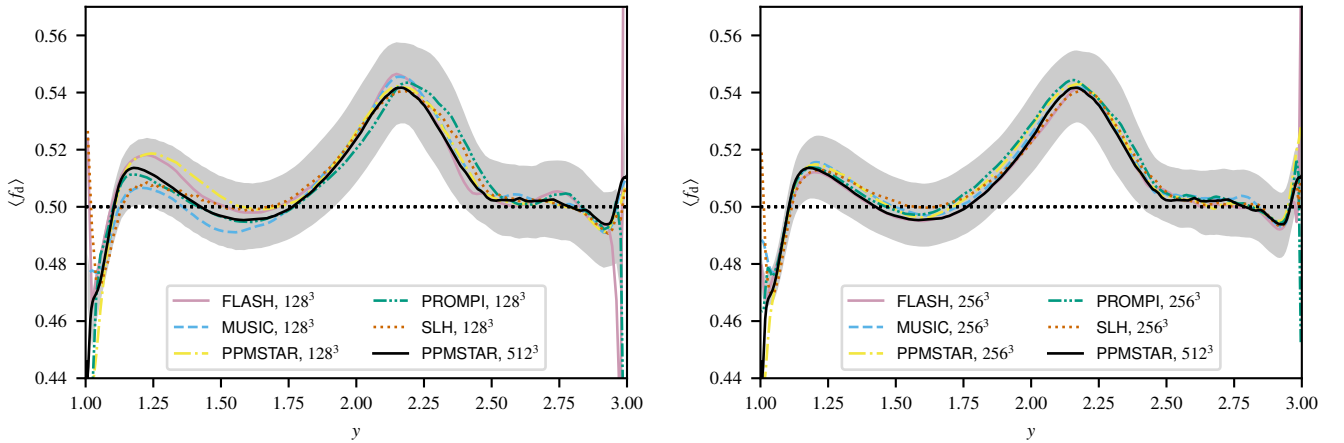 0.56
0.54
0.52
0.50
0.48
0.46
0.44
⟨f_d⟩
FLASH, 128³
MUSIC, 128³
PPMSTAR, 128³
PROMPI, 128³
SLH, 128³
PPMSTAR, 512³
1.00 1.25 1.50 1.75 2.00 2.25 2.50 2.75 3.00
y
0.56
0.54
0.52
0.50
0.48
0.46
0.44
⟨f_d⟩
FLASH, 256³
MUSIC, 256³
PPMSTAR, 256³
PROMPI, 256³
SLH, 256³
PPMSTAR, 512³
1.00 1.25 1.50 1.75 2.00 2.25 2.50 2.75 3.00
y